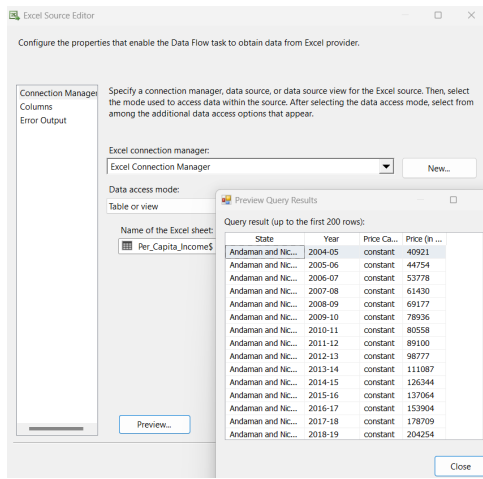 Excel Source Editor
Configure the properties that enable the Data Flow task to obtain data from Excel provider.
Connection Manager
Columns
Error Output
Specify a connection manager, data source, or data source view for the Excel source. Then, select
the mode used to access data within the source. After selecting the data access mode, select from
among the additional data access options that appear.
Excel connection manager:
Excel Connection Manager
New...
Data access mode:
Table or view
Name of the Excel sheet:
Per_Capita_Income$
Preview...
Preview Query Results
Query result (up to the first 200 rows):
State Year Price Ca... Price (in ...
Andaman and Nic... 2004-05 constant 40921
Andaman and Nic... 2005-06 constant 44754
Andaman and Nic... 2006-07 constant 53778
Andaman and Nic... 2007-08 constant 61430
Andaman and Nic... 2008-09 constant 69177
Andaman and Nic... 2009-10 constant 78936
Andaman and Nic... 2010-11 constant 80558
Andaman and Nic... 2011-12 constant 89100
Andaman and Nic... 2012-13 constant 98777
Andaman and Nic... 2013-14 constant 111087
Andaman and Nic... 2014-15 constant 126344
Andaman and Nic... 2015-16 constant 137064
Andaman and Nic... 2016-17 constant 153904
Andaman and Nic... 2017-18 constant 178709
Andaman and Nic... 2018-19 constant 204254
Close